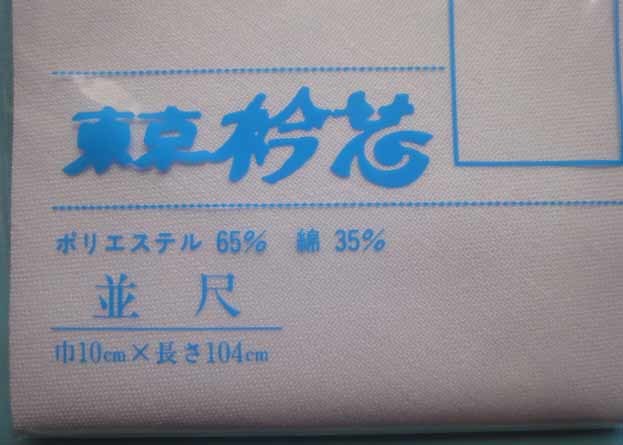 東京衿芯
ポリエステル 65% 綿 35%
並 尺
巾10cm×長さ104cm